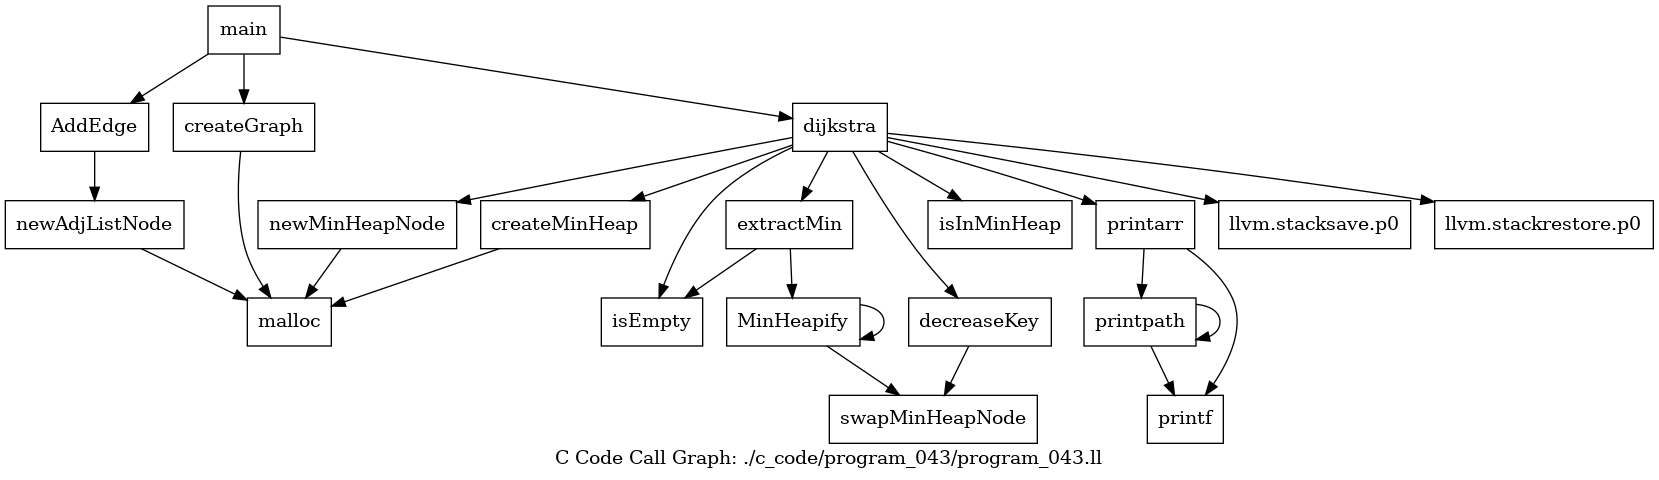 main
AddEdge
createGraph
dijkstra
newAdjListNode
newMinHeapNode
createMinHeap
extractMin
isInMinHeap
printarr
llvm.stacksave.p0
llvm.stackrestore.p0
malloc
isEmpty
MinHeapify
decreaseKey
printpath
swapMinHeapNode
printf
C Code Call Graph: ./c_code/program_043/program_043.ll